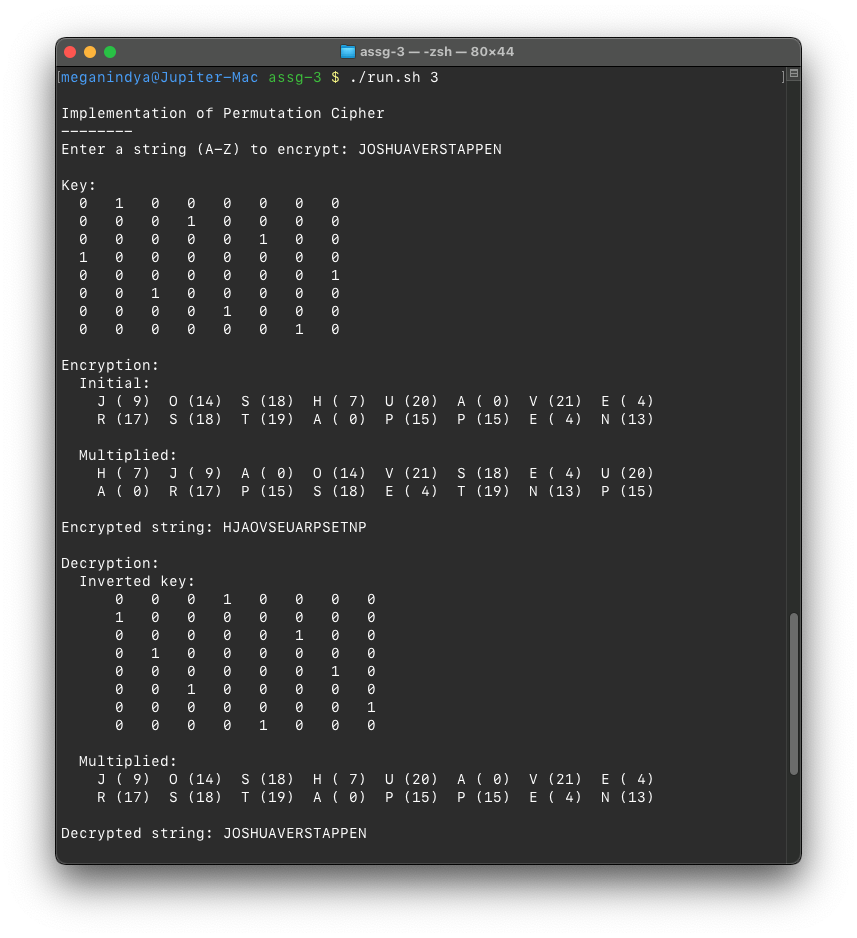 assg-3 — -zsh — 80×44
[meganindya@Jupiter-Mac assg-3 $ ./run.sh 3 ]
Implementation of Permutation Cipher
--------
Enter a string (A-Z) to encrypt: JOSHUAVERSTAPPEN
Key:
0 1 0 0 0 0 0 0
0 0 0 1 0 0 0 0
0 0 0 0 0 1 0 0
1 0 0 0 0 0 0 0
0 0 0 0 0 0 0 1
0 0 1 0 0 0 0 0
0 0 0 0 1 0 0 0
0 0 0 0 0 0 1 0
Encryption:
Initial:
J ( 9) O (14) S (18) H ( 7) U (20) A ( 0) V (21) E ( 4)
R (17) S (18) T (19) A ( 0) P (15) P (15) E ( 4) N (13)
Multiplied:
H ( 7) J ( 9) A ( 0) O (14) V (21) S (18) E ( 4) U (20)
A ( 0) R (17) P (15) S (18) E ( 4) T (19) N (13) P (15)
Encrypted string: HJAOVSEUARPSETNP
Decryption:
Inverted key:
0 0 0 1 0 0 0 0
1 0 0 0 0 0 0 0
0 0 0 0 0 1 0 0
0 1 0 0 0 0 0 0
0 0 0 0 0 0 1 0
0 0 1 0 0 0 0 0
0 0 0 0 0 0 0 1
0 0 0 0 1 0 0 0
Multiplied:
J ( 9) O (14) S (18) H ( 7) U (20) A ( 0) V (21) E ( 4)
R (17) S (18) T (19) A ( 0) P (15) P (15) E ( 4) N (13)
Decrypted string: JOSHUAVERSTAPPEN